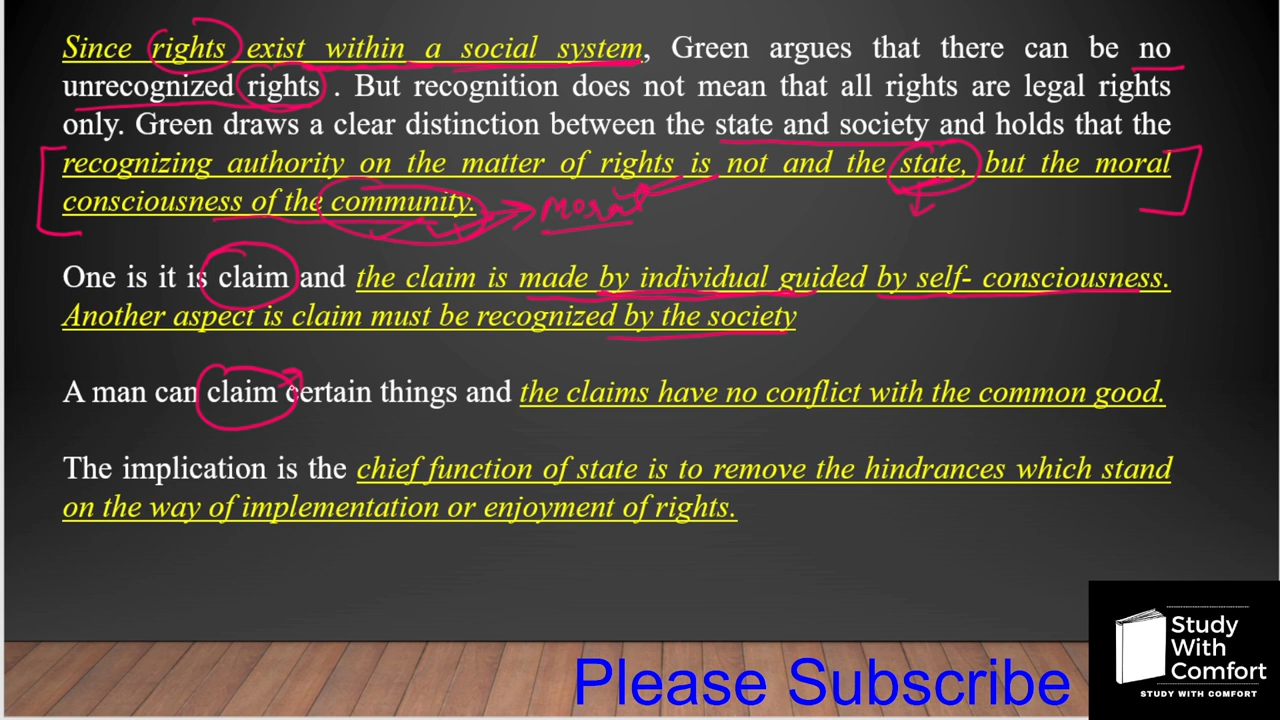 Since rights exist within a social system, Green argues that there can be no
unrecognized rights . But recognition does not mean that all rights are legal rights
only. Green draws a clear distinction between the state and society and holds that the
recognizing authority on the matter of rights is not and the state, but the moral
consciousness of the community.
Moral
One is it is claim and the claim is made by individual guided by self- consciousness.
Another aspect is claim must be recognized by the society
A man can claim certain things and the claims have no conflict with the common good.
The implication is the chief function of state is to remove the hindrances which stand
on the way of implementation or enjoyment of rights.
Please Subscribe
Study
With
Comfort
STUDY WITH COMFORT